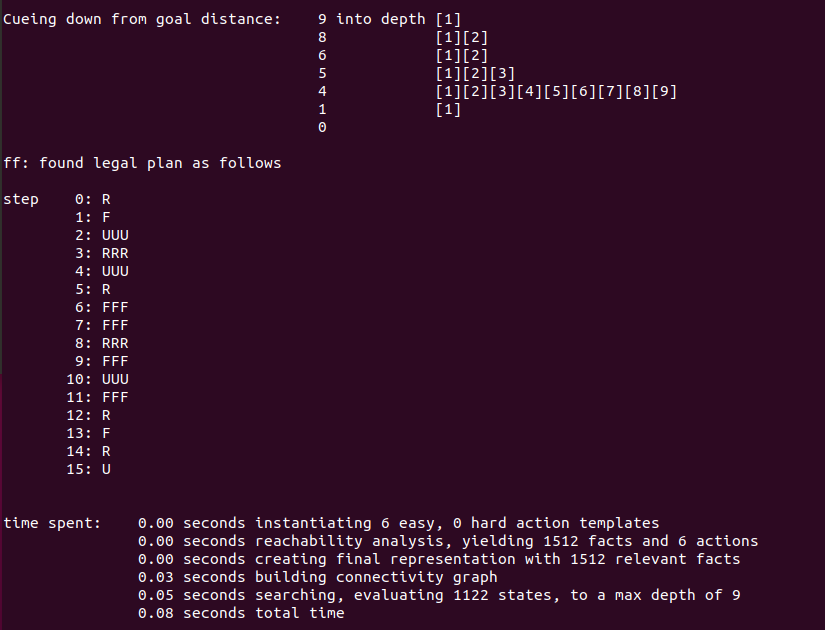 Cueing down from goal distance:    9 into depth [1]
                                   8            [1][2]
                                   6            [1][2]
                                   5            [1][2][3]
                                   4            [1][2][3][4][5][6][7][8][9]
                                   1            [1]
                                   0

ff: found legal plan as follows

step    0: R
        1: F
        2: UUU
        3: RRR
        4: UUU
        5: R
        6: FFF
        7: FFF
        8: RRR
        9: FFF
       10: UUU
       11: FFF
       12: R
       13: F
       14: R
       15: U

time spent:    0.00 seconds instantiating 6 easy, 0 hard action templates
               0.00 seconds reachability analysis, yielding 1512 facts and 6 actions
               0.00 seconds creating final representation with 1512 relevant facts
               0.03 seconds building connectivity graph
               0.05 seconds searching, evaluating 1122 states, to a max depth of 9
               0.08 seconds total time